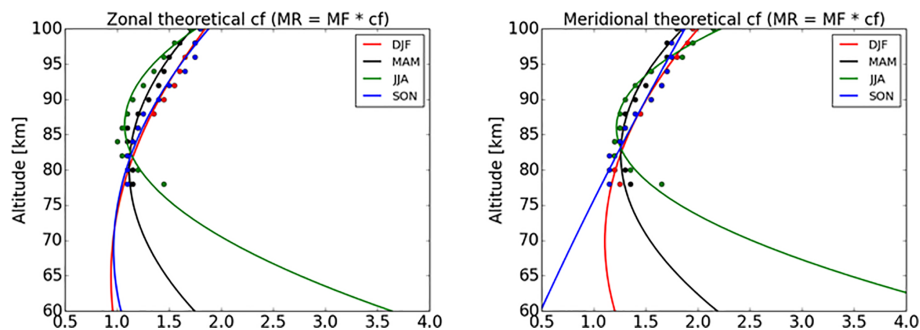 Zonal theoretical cf (MR = MF * cf)
100
95
90
85
80
75
70
65
60
Altitude [km]
0.5 1.0 1.5 2.0 2.5 3.0 3.5 4.0
DJF
MAM
JJA
SON
Meridional theoretical cf (MR = MF * cf)
100
95
90
85
80
75
70
65
60
Altitude [km]
0.5 1.0 1.5 2.0 2.5 3.0 3.5 4.0
DJF
MAM
JJA
SON